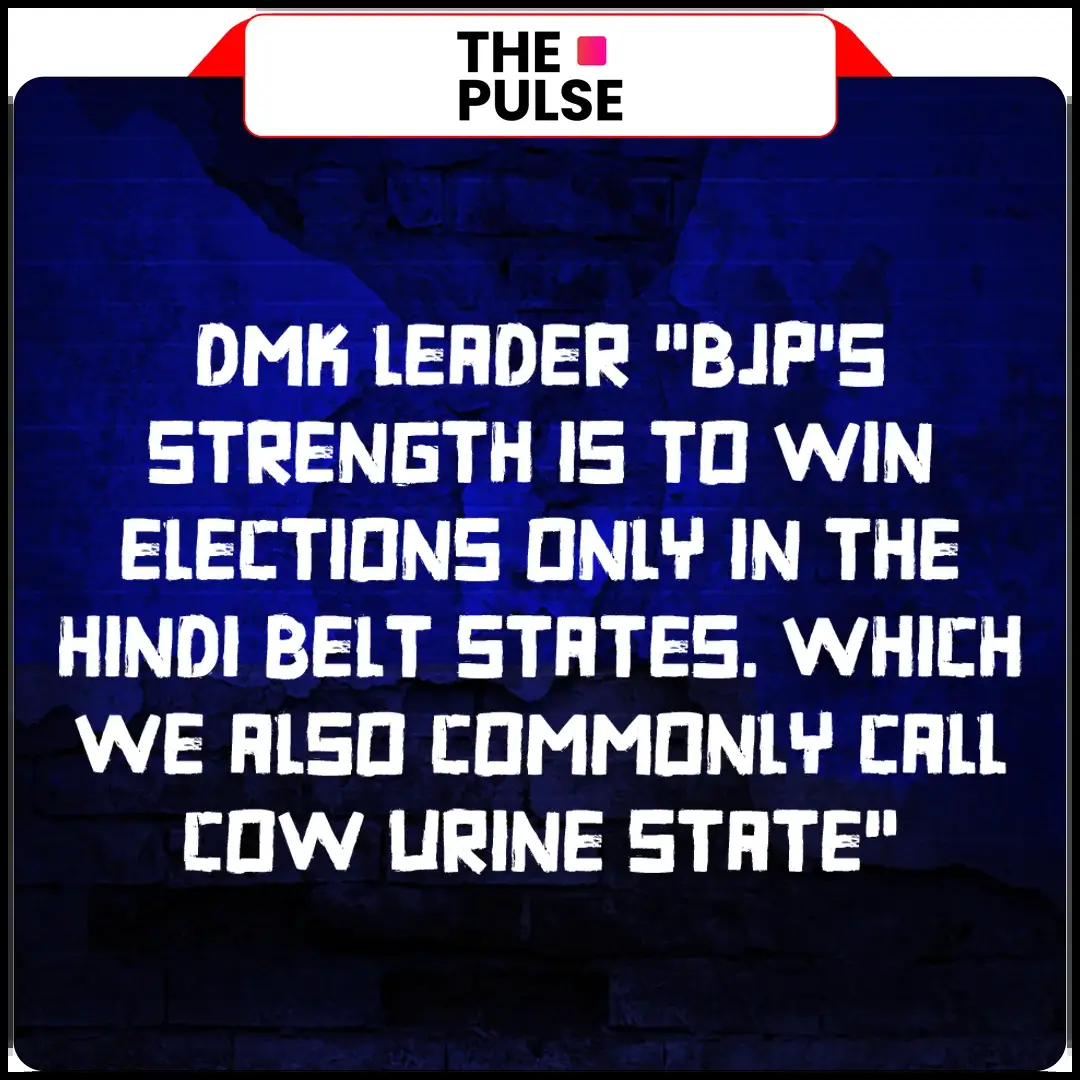 THE
PULSE
DMK LEADER "BJP'S
STRENGTH IS TO WIN
ELECTIONS ONLY IN THE
HINDI BELT STATES. WHICH
WE ALSO COMMONLY CALL
COW URINE STATE"